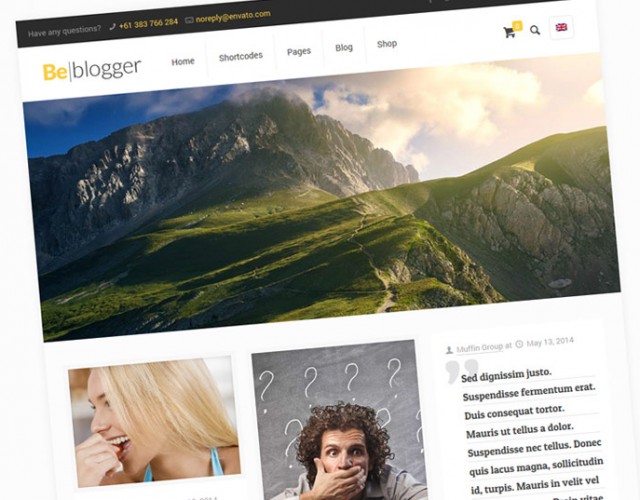 Have any questions? +61 383 766 284 noreply@envato.com
Be|blogger
Home Shortcodes Pages Blog Shop
0
Muffin Group at May 13, 2014
Sed dignissim justo.
Suspendisse fermentum erat.
Duis consequat tortor.
Mauris ut tellus a dolor.
Suspendisse nec tellus. Donec
quis lacus magna, sollicitudin
id, turpis. Mauris in velit vel
2014
? ? ? ? ? ?